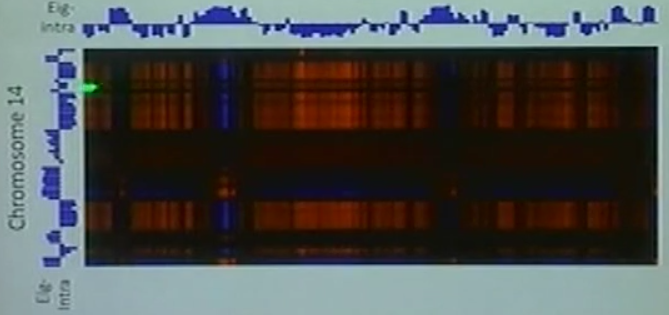 Eig-
intra
Chromosome 14
Eig-
Intra